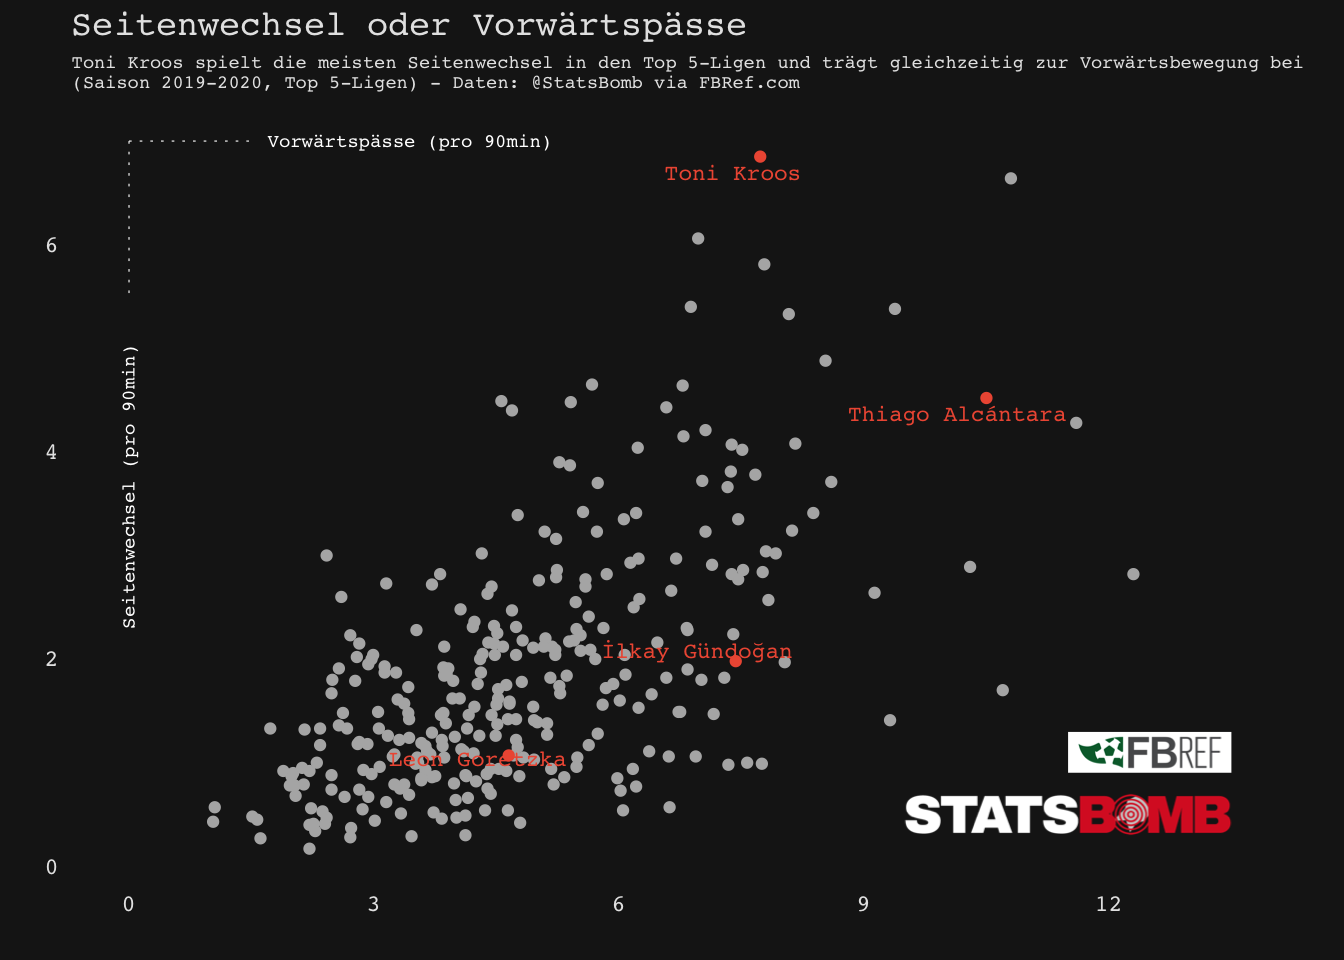 Seitenwechsel oder Vorwärtspässe
Toni Kroos spielt die meisten Seitenwechsel in den Top 5-Ligen und trägt gleichzeitig zur Vorwärtsbewegung bei
(Saison 2019-2020, Top 5-Ligen) - Daten: @StatsBomb via FBRef.com
Vorwärtspässe (pro 90min)
Toni Kroos
6
Seitenwechsel (pro 90min)
Thiago Alcántara
4
İlkay Gündoğan
2
Leon Goretzka
FBREF
STATSBOMB
0
0 3 6 9 12